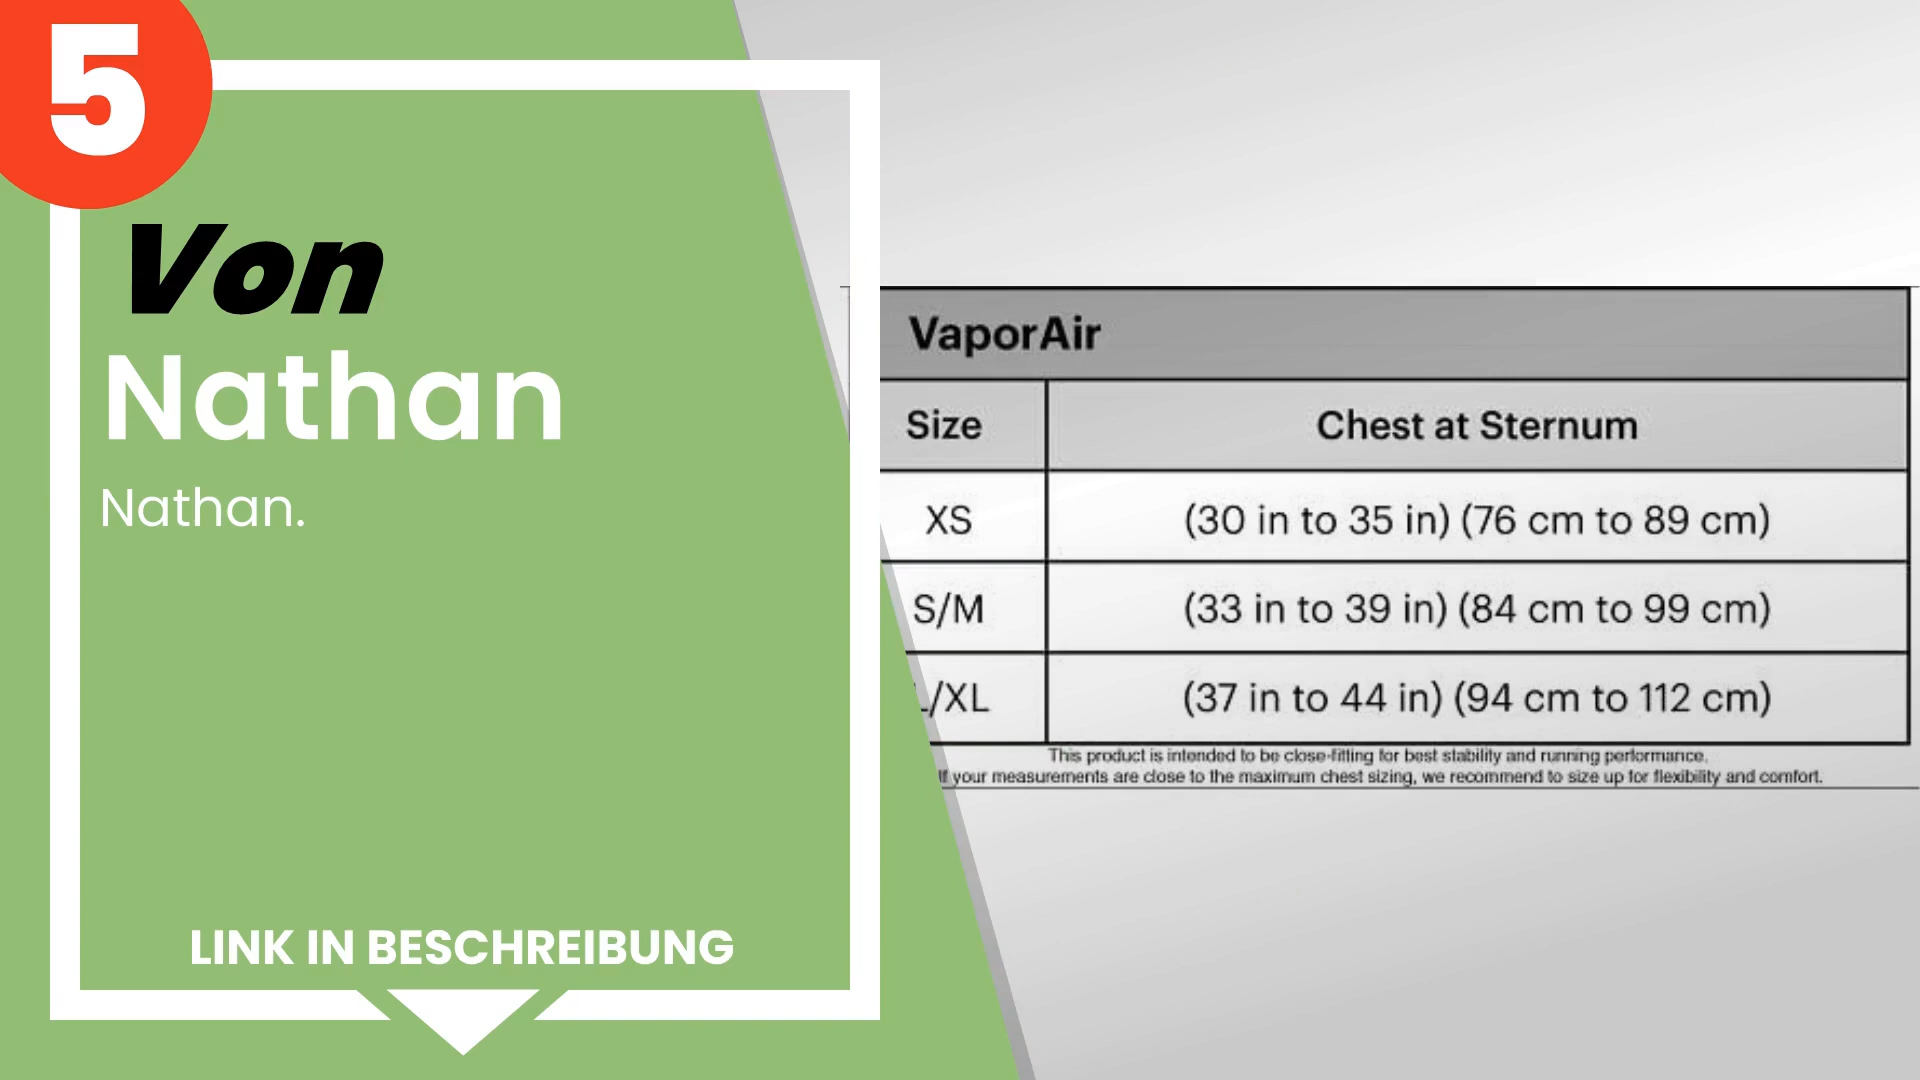 5
Von
Nathan
Nathan.
LINK IN BESCHREIBUNG
VaporAir
Size Chest at Sternum
XS (30 in to 35 in) (76 cm to 89 cm)
S/M (33 in to 39 in) (84 cm to 99 cm)
L/XL (37 in to 44 in) (94 cm to 112 cm)
This product is intended to be close-fitting for best stability and running performance.
If your measurements are close to the maximum chest sizing, we recommend to size up for flexibility and comfort.